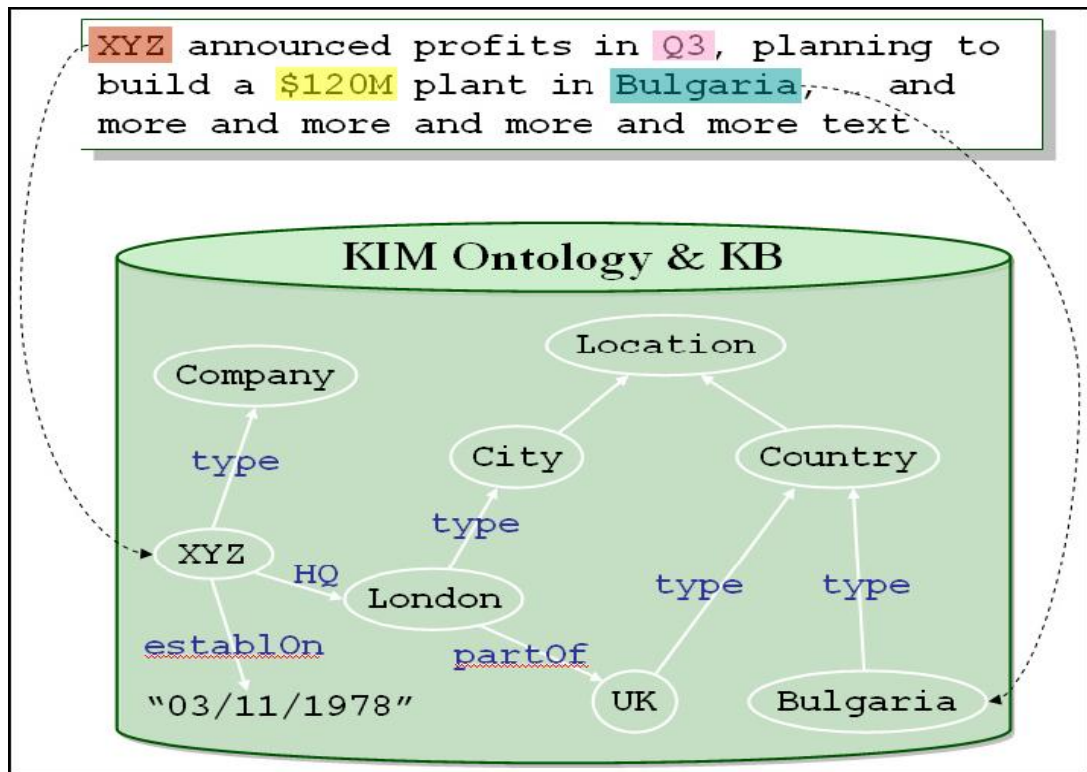 XYZ announced profits in Q3, planning to
build a $120M plant in Bulgaria, … and
more and more and more and more text …
KIM Ontology & KB
Location
Company
City
Country
type
type
XYZ
HQ
type
type
London
establOn
partOf
“03/11/1978”
UK
Bulgaria